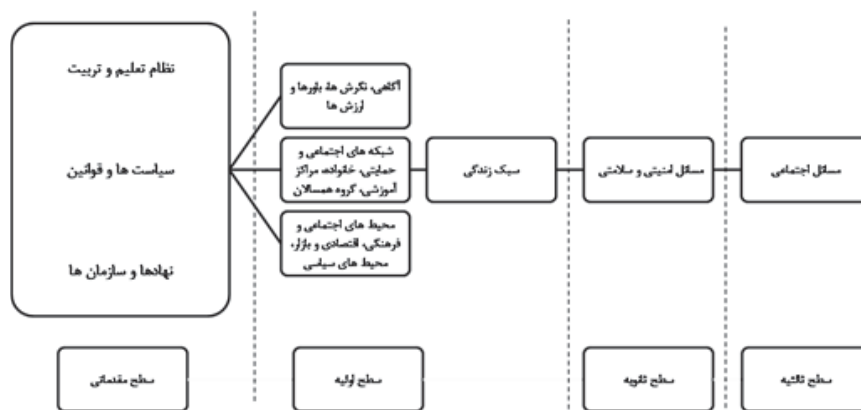 نظام تعلیم و تربیت
سیاست ها و قوانین
نهادها و سازمان ها
آگاهی، نگرش ها، باورها و
ارزش ها
شبکه های اجتماعی و
حمایتی، خانواده، مراکز
آموزشی، گروه همسالان
محیط های اجتماعی و
فرهنگی، اقتصادی و بازار،
محیط های سیاسی
سبک زندگی
مسائل امنیتی و سلامتی
مسائل اجتماعی
سطح مقدماتی
سطح اولیه
سطح ثانویه
سطح ثالثیه